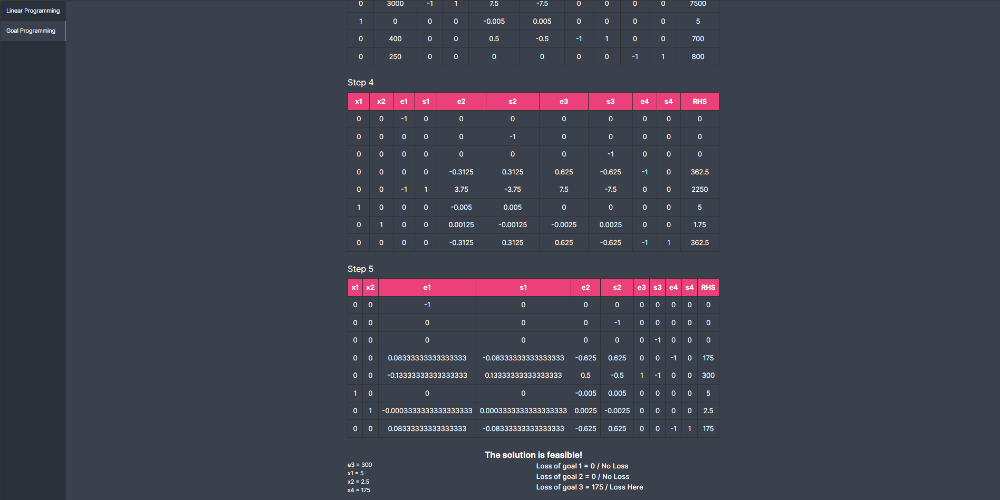 Linear Programming
Goal Programming
0 3000 -1 1 7.5 -7.5 0 0 0 0 7500
1 0 0 0 -0.005 0.005 0 0 0 0 5
0 400 0 0 0.5 -0.5 -1 1 0 0 700
0 250 0 0 0 0 0 0 -1 1 800
Step 4
x1 x2 e1 s1 e2 s2 e3 s3 e4 s4 RHS
0 0 -1 0 0 0 0 0 0 0 0
0 0 0 0 0 -1 0 0 0 0 0
0 0 0 0 0 0 0 -1 0 0 0
0 0 0 0 -0.3125 0.3125 0.625 -0.625 -1 0 362.5
0 0 -1 1 3.75 -3.75 7.5 -7.5 0 0 2250
1 0 0 0 -0.005 0.005 0 0 0 0 5
0 1 0 0 0.00125 -0.00125 -0.0025 0.0025 0 0 1.75
0 0 0 0 -0.3125 0.3125 0.625 -0.625 -1 1 362.5
Step 5
x1 x2 e1 s1 e2 s2 e3 s3 e4 s4 RHS
0 0 -1 0 0 0 0 0 0 0 0
0 0 0 0 0 -1 0 0 0 0 0
0 0 0 0 0 0 0 -1 0 0 0
0 0 0.08333333333333333 -0.08333333333333333 -0.625 0.625 0 0 -1 0 175
0 0 -0.13333333333333333 0.13333333333333333 0.5 -0.5 1 -1 0 0 300
1 0 0 0 -0.005 0.005 0 0 0 0 5
0 1 -0.0003333333333333333 0.0003333333333333333 0.0025 -0.0025 0 0 0 0 2.5
0 0 0.08333333333333333 -0.08333333333333333 -0.625 0.625 0 0 -1 1 175
The solution is feasible!
e3 = 300
x1 = 5
x2 = 2.5
s4 = 175
Loss of goal 1 = 0 / No Loss
Loss of goal 2 = 0 / No Loss
Loss of goal 3 = 175 / Loss Here